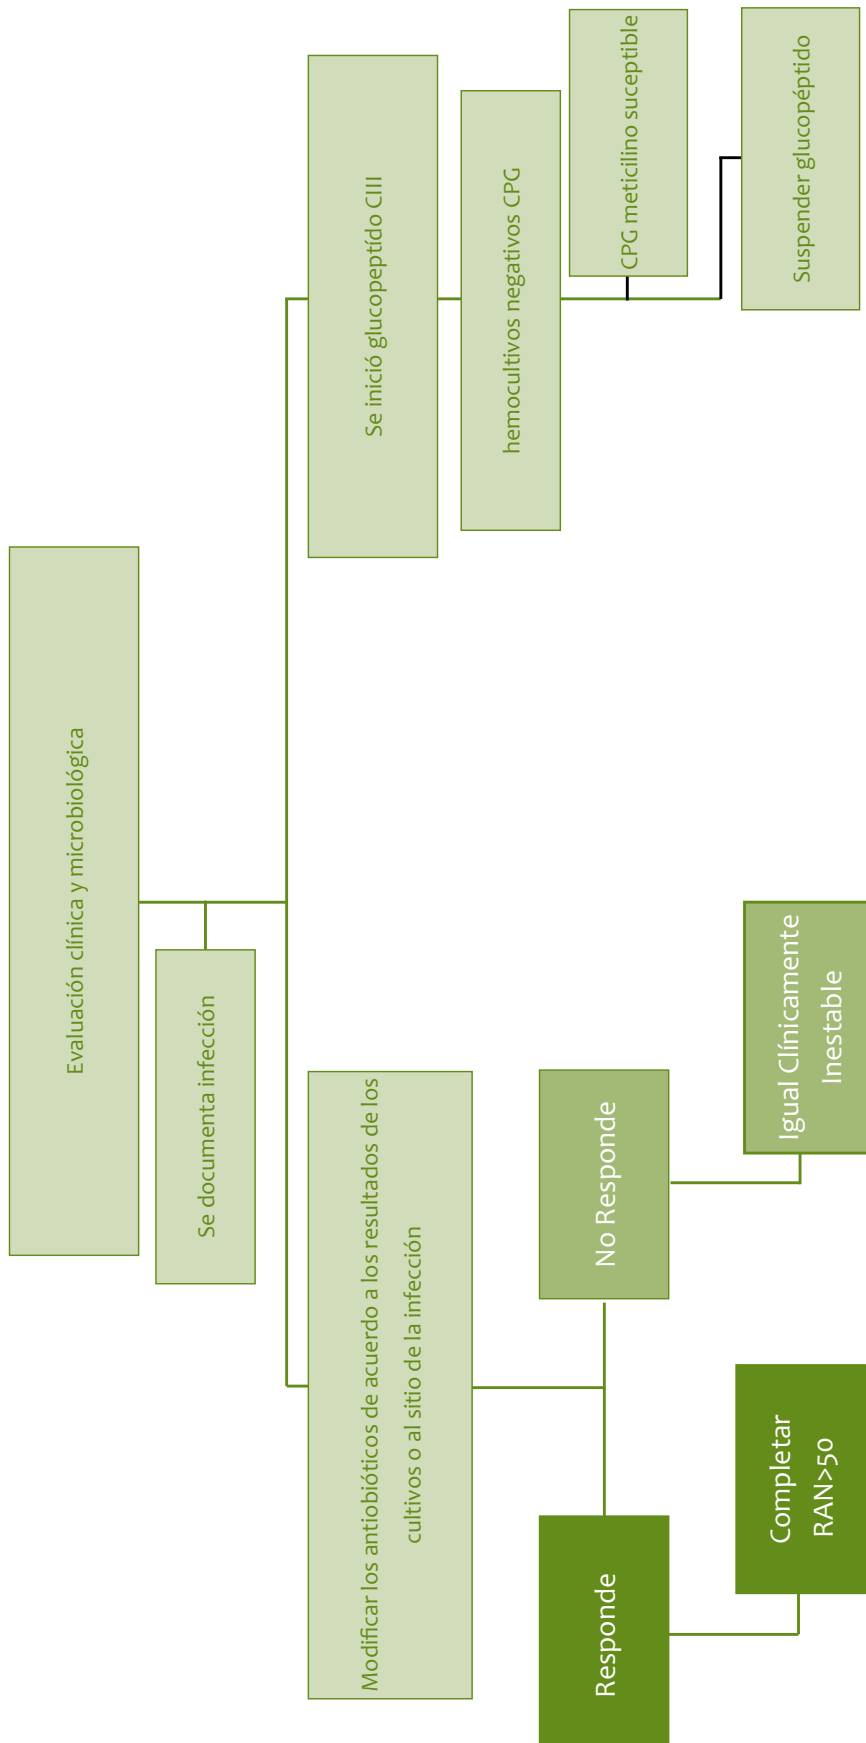 Evaluación clínica y microbiológica
Se documenta infección
Modificar los antiobióticos de acuerdo a los resultados de los
cultivos o al sitio de la infección
Se inició glucopeptído CIII
Responde
No Responde
hemocultivos negativos CPG
CPG meticilino suceptible
Completar
RAN>50
Igual Clínicamente
Inestable
Suspender glucopéptido